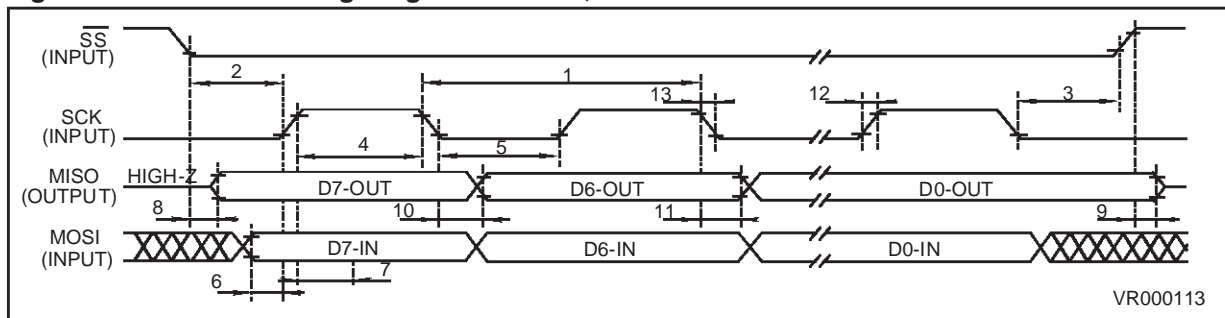 SS
(INPUT)
2
1
13
12
3
SCK
(INPUT)
4
5
MISO
(OUTPUT)
HIGH-Z
D7-OUT
D6-OUT
D0-OUT
8
10
11
9
MOSI
(INPUT)
D7-IN
D6-IN
D0-IN
6
7
VR000113